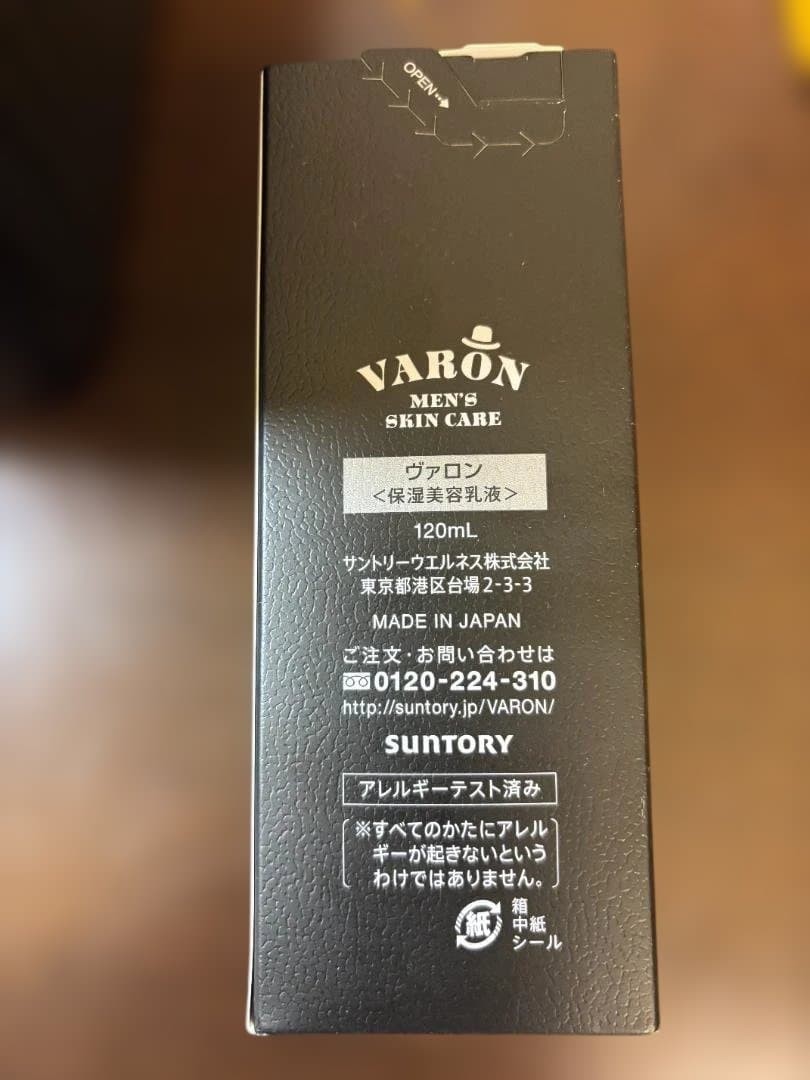 OPEN
VARON
MEN'S
SKIN CARE
ヴァロン
＜保湿美容乳液＞
120mL
サントリーウエルネス株式会社
東京都港区台場2-3-3
MADE IN JAPAN
ご注文・お問い合わせは
0120-224-310
http://suntory.jp/VARON/
SUNTORY
アレルギーテスト済み
※すべてのかたにアレル
ギーが起きないという
わけではありません。
紙
箱
中紙
シール